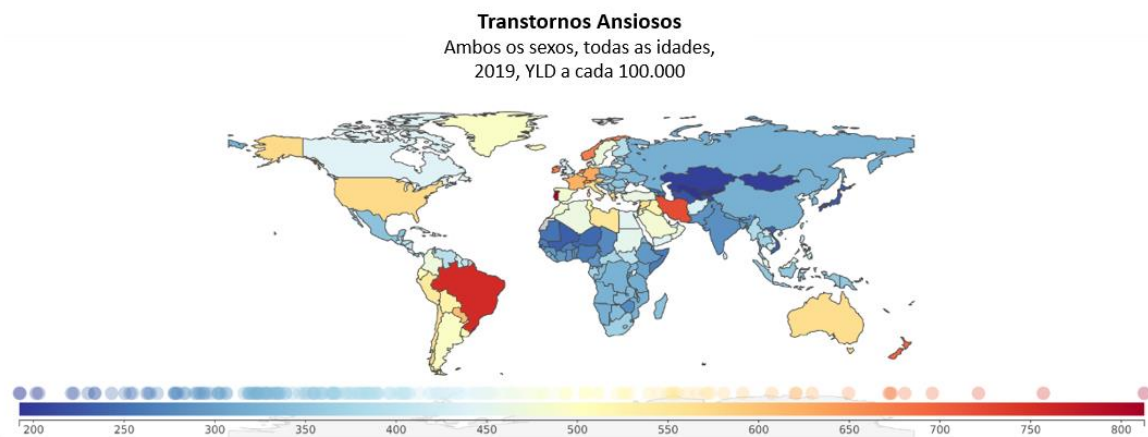 Transtornos Ansiosos
Ambos os sexos, todas as idades,
2019, YLD a cada 100.000
200 250 300 350 400 450 500 550 600 650 700 750 800